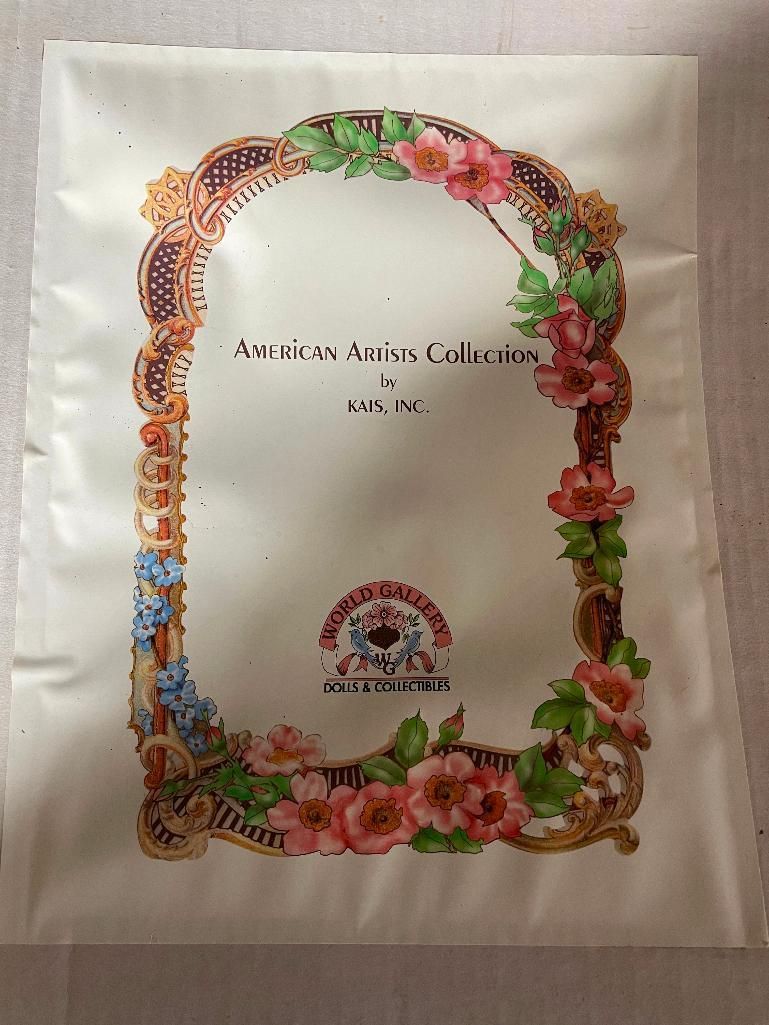 American Artists Collection
by
KAIS, INC.
WORLD GALLERY
WG
DOLLS & COLLECTIBLES